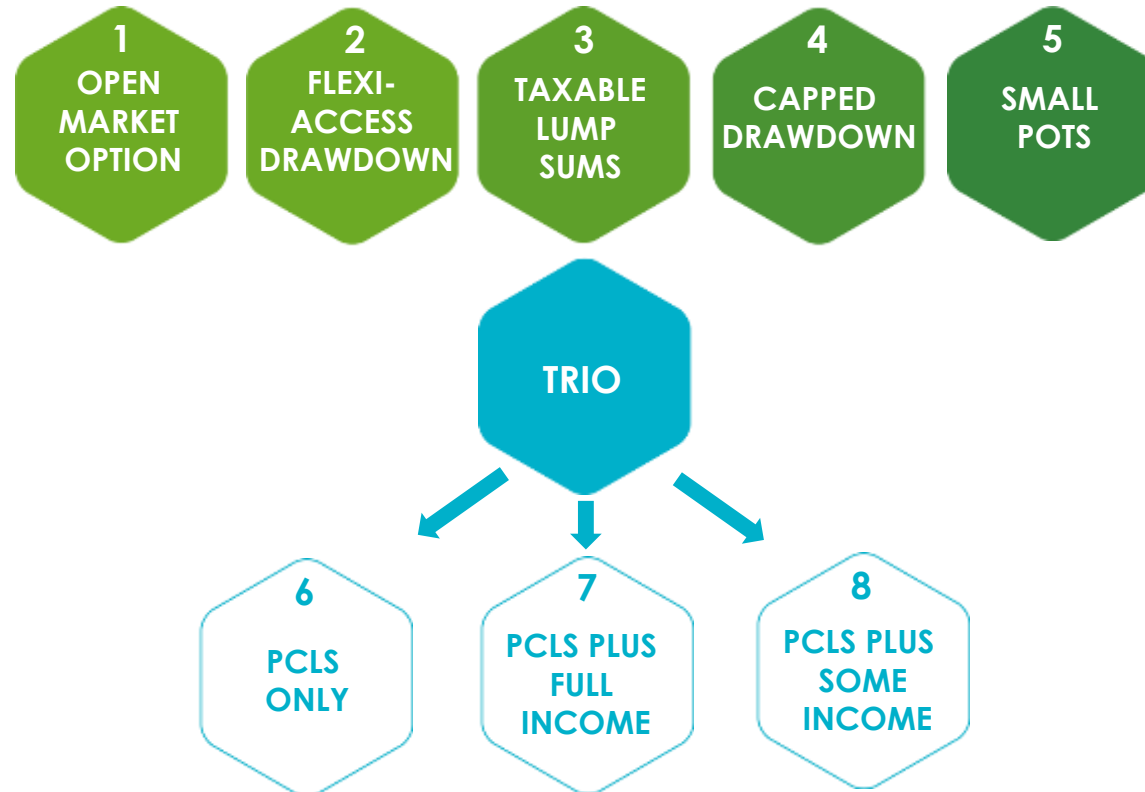 1
OPEN
MARKET
OPTION
2
FLEXI-
ACCESS
DRAWDOWN
3
TAXABLE
LUMP
SUMS
4
CAPPED
DRAWDOWN
5
SMALL
POTS
TRIO
6
PCLS
ONLY
7
PCLS PLUS
FULL
INCOME
8
PCLS PLUS
SOME
INCOME